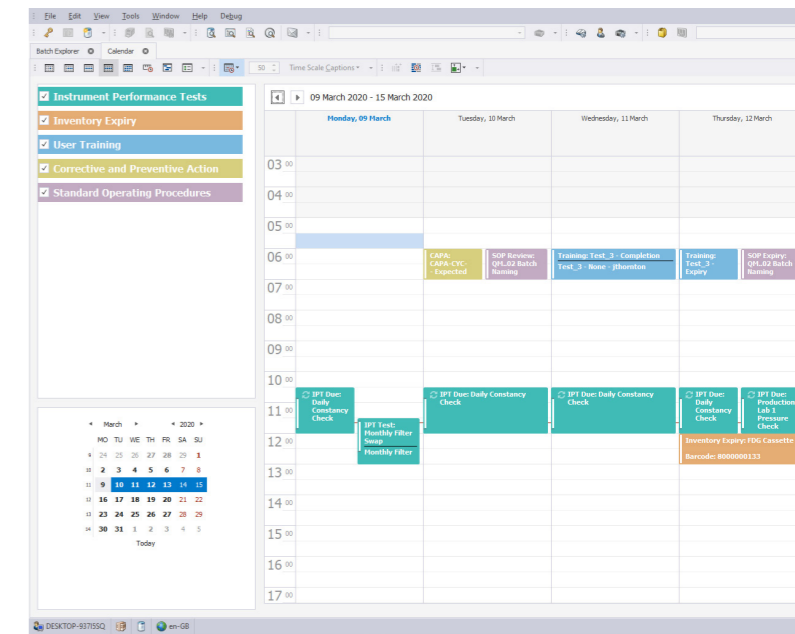 File Edit View Tools Window Help Debug
Batch Explorer Calendar
50 Time Scale Captions
Instrument Performance Tests
Inventory Expiry
User Training
Corrective and Preventive Action
Standard Operating Procedures
09 March 2020 - 15 March 2020
Monday, 09 March Tuesday, 10 March Wednesday, 11 March Thursday, 12 March
03 00
04 00
05 00
06 00
07 00
08 00
09 00
10 00
11 00
12 00
13 00
14 00
15 00
16 00
17 00
CAPA:
CAPA-CYC-
- Expected
SOP Review:
QM..02 Batch
Naming
Training: Test_3 - Completion
Test_3 - None - jthornton
Training:
Test_3 -
Expiry
SOP Expiry:
QM..02 Batch
Naming
IPT Due:
Daily
Constancy
Check
IPT Test:
Monthly Filter
Swap
Monthly Filter
IPT Due: Daily Constancy
Check
IPT Due: Daily Constancy
Check
IPT Due:
Daily
Constancy
Check
IPT Due:
Production
Lab 1
Pressure
Check
Inventory Expiry: FDG Cassette
Barcode: 8000000133
March 2020
MO TU WE TH FR SA SU
9 24 25 26 27 28 29 1
10 2 3 4 5 6 7 8
11 9 10 11 12 13 14 15
12 16 17 18 19 20 21 22
13 23 24 25 26 27 28 29
14 30 31 1 2 3 4 5
Today
DESKTOP-937I5SQ en-GB